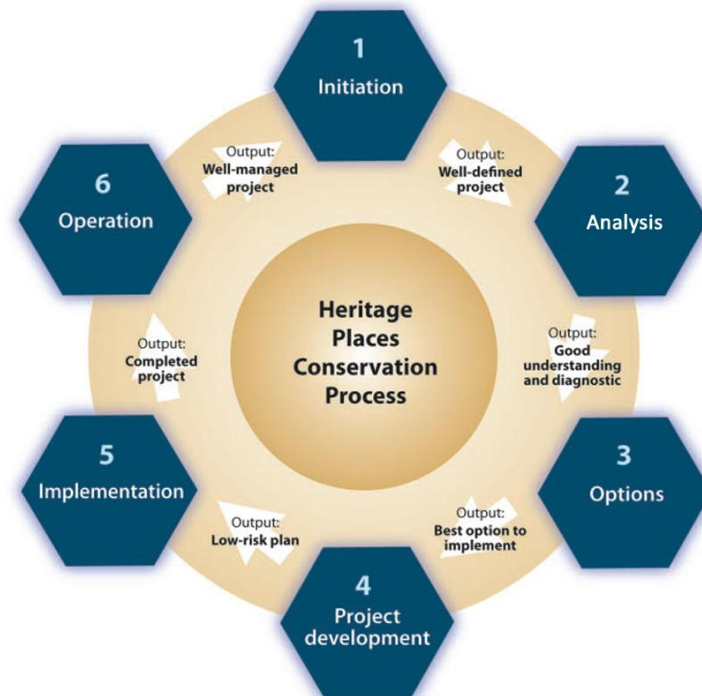 1
Initiation
Output:
Well-defined
project
2
Analysis
Output:
Good
understanding
and diagnostic
3
Options
Output:
Best option to
implement
4
Project
development
Output:
Low-risk plan
5
Implementation
Output:
Completed
project
6
Operation
Output:
Well-managed
project
Heritage
Places
Conservation
Process